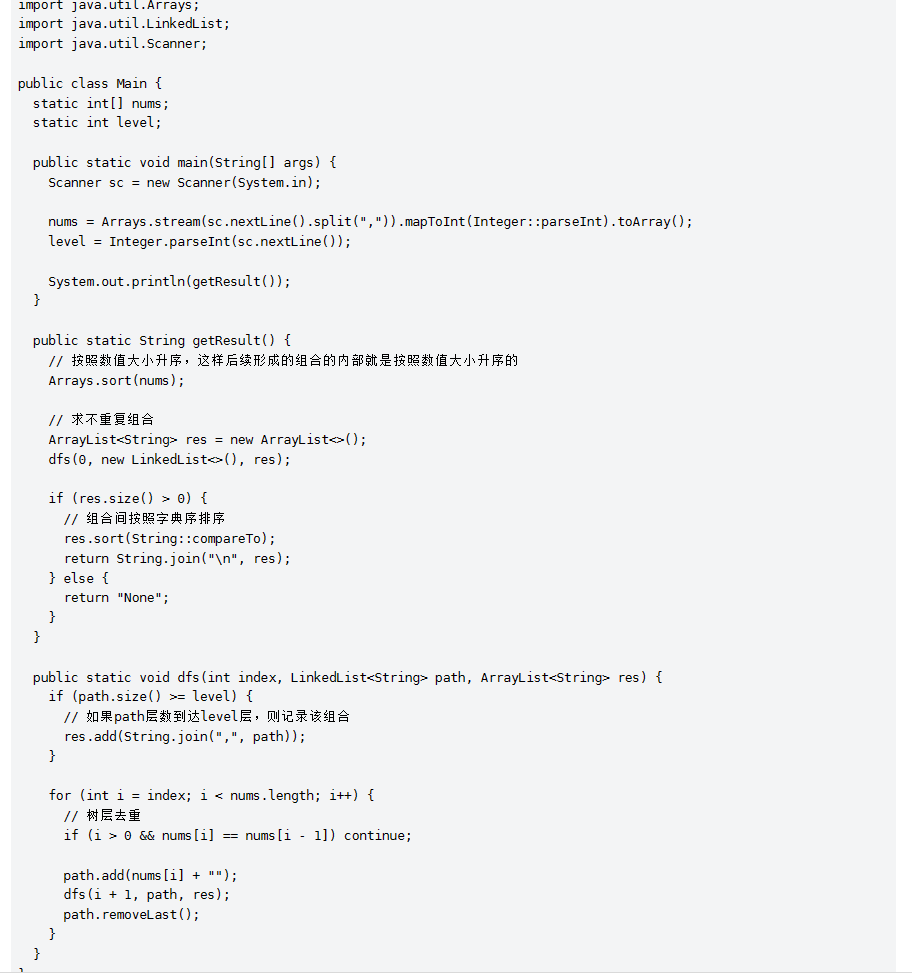 import java.util.Arrays;
import java.util.LinkedList;
import java.util.Scanner;

public class Main {
  static int[] nums;
  static int level;

  public static void main(String[] args) {
    Scanner sc = new Scanner(System.in);

    nums = Arrays.stream(sc.nextLine().split(",")).mapToInt(Integer::parseInt).toArray();
    level = Integer.parseInt(sc.nextLine());

    System.out.println(getResult());
  }

  public static String getResult() {
    // 按照数值大小升序，这样后续形成的组合的内部就是按照数值大小升序的
    Arrays.sort(nums);

    // 求不重复组合
    ArrayList<String> res = new ArrayList<>();
    dfs(0, new LinkedList<>(), res);

    if (res.size() > 0) {
      // 组合间按照字典序排序
      res.sort(String::compareTo);
      return String.join("\n", res);
    } else {
      return "None";
    }
  }

  public static void dfs(int index, LinkedList<String> path, ArrayList<String> res) {
    if (path.size() >= level) {
      // 如果path层数到达level层，则记录该组合
      res.add(String.join(",", path));
    }

    for (int i = index; i < nums.length; i++) {
      // 树层去重
      if (i > 0 && nums[i] == nums[i - 1]) continue;

      path.add(nums[i] + "");
      dfs(i + 1, path, res);
      path.removeLast();
    }
  }
}